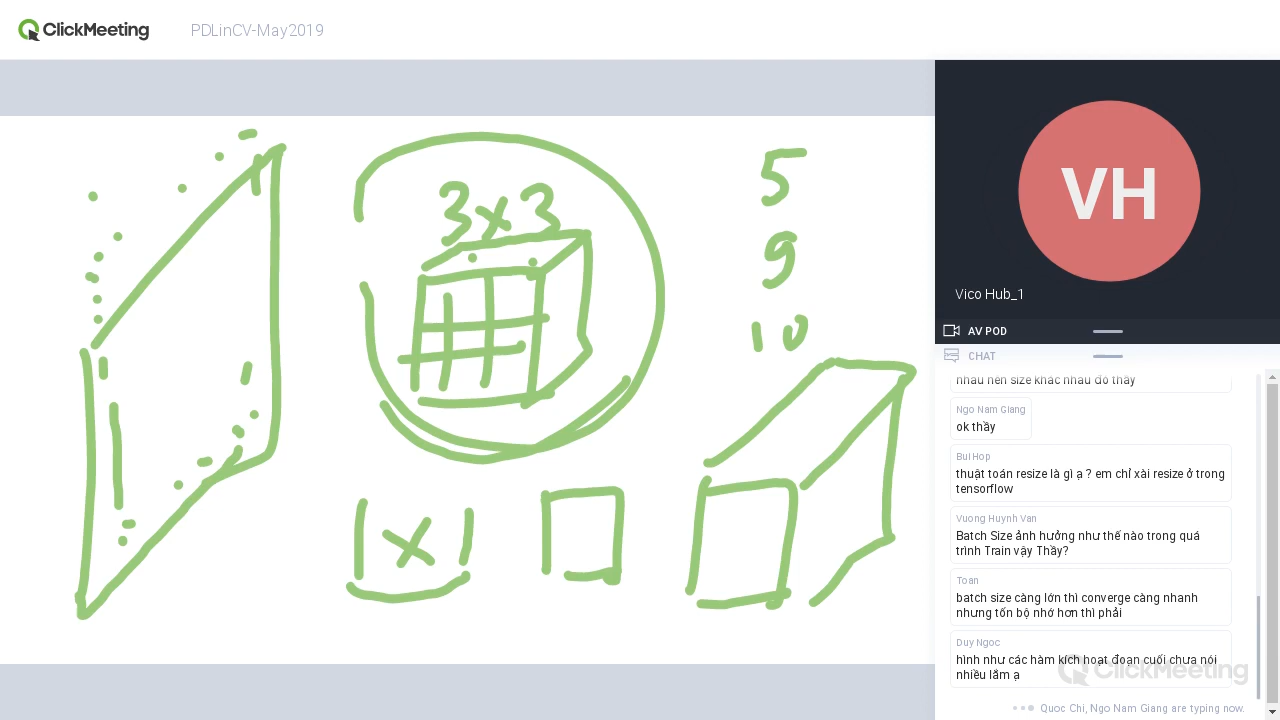 ClickMeeting
PDLinCV-May2019
3x3
5
9
10
x
VH
Vico Hub_1
AV POD
CHAT
nhau nên size khác nhau đó thầy
Ngo Nam Giang
ok thầy
Bui Hop
thuật toán resize là gì ạ ? em chỉ xài resize ở trong
tensorflow
Vuong Huynh Van
Batch Size ảnh hưởng như thế nào trong quá
trình Train vậy Thầy?
Toan
batch size càng lớn thì converge càng nhanh
nhưng tốn bộ nhớ hơn thì phải
Duy Ngoc
hình như các hàm kích hoạt đoạn cuối chưa nói
nhiều lắm ạ
ClickMeeting
Quoc Chi, Ngo Nam Giang are typing now.